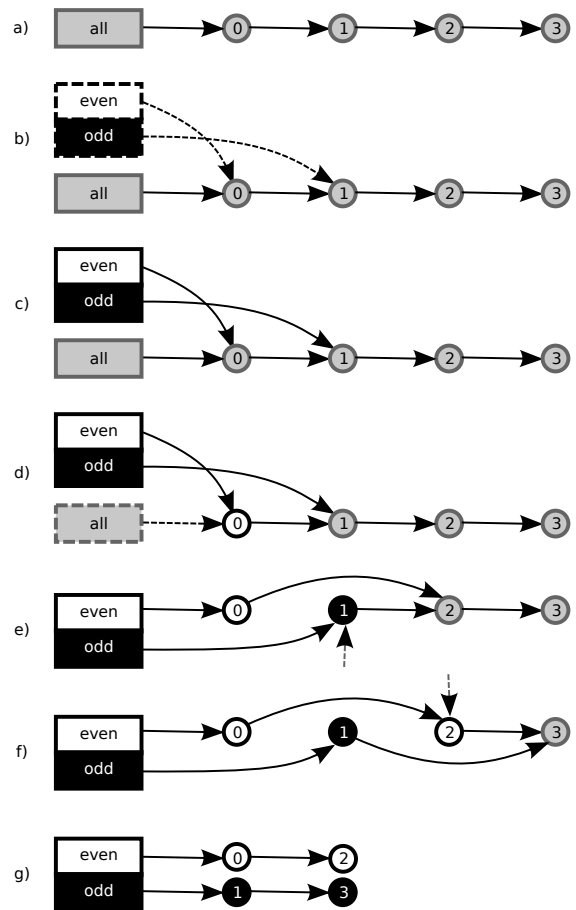 a) all 0 1 2 3
even
b) odd
all 0 1 2 3
even
c) odd
all 0 1 2 3
even
d) odd
all 0 1 2 3
e) even 0 1 2 3
odd
f) even 0 1 2 3
odd
even 0 2
g) odd 1 3